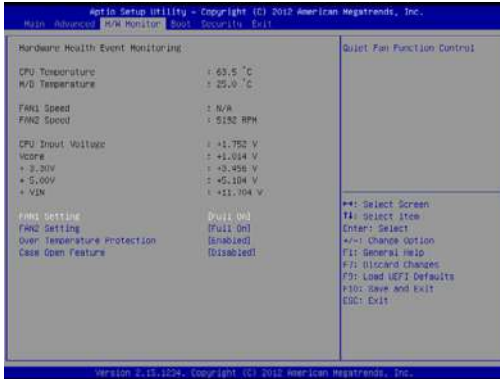 Aptio Setup Utility - Copyright (C) 2012 American Megatrends, Inc.
Main Advanced H/W Monitor Boot Security Exit
Hardware Health Event Monitoring
Quiet Fan Function Control
CPU Temperature : 63.5 °C
M/B Temperature : 25.0 °C
FAN1 Speed : N/A
FAN2 Speed : 5192 RPM
CPU Input Voltage : +1.752 V
Vcore : +1.014 V
+ 3.30V : +3.456 V
+ 5.00V : +5.184 V
+ VIN : +11.704 V
FAN1 Setting [Full On]
FAN2 Setting [Full On]
Over Temperature Protection [Enabled]
Case Open Feature [Disabled]
→←: Select Screen
↑↓: Select Item
Enter: Select
+/-: Change Option
F1: General Help
F7: Discard Changes
F9: Load UEFI Defaults
F10: Save and Exit
ESC: Exit
Version 2.15.1234. Copyright (C) 2012 American Megatrends, Inc.